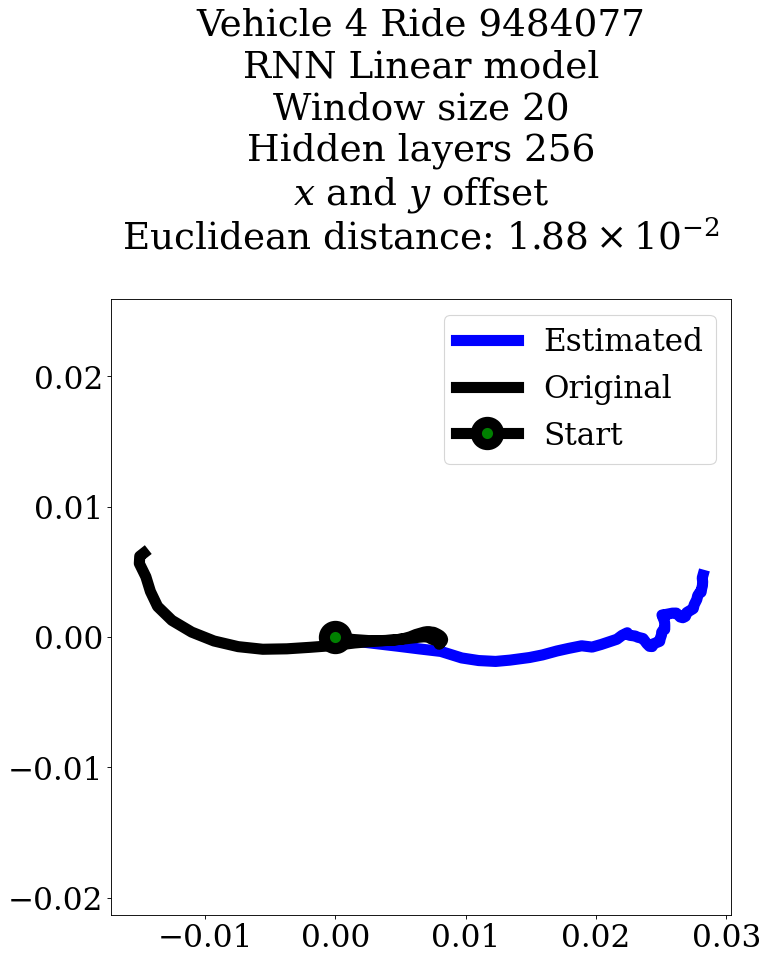 Vehicle 4 Ride 9484077
RNN Linear model
Window size 20
Hidden layers 256
x and y offset
Euclidean distance: 1.88 × 10⁻²
Estimated
Original
Start
0.02
0.01
0.00
−0.01
−0.02
−0.01 0.00 0.01 0.02 0.03